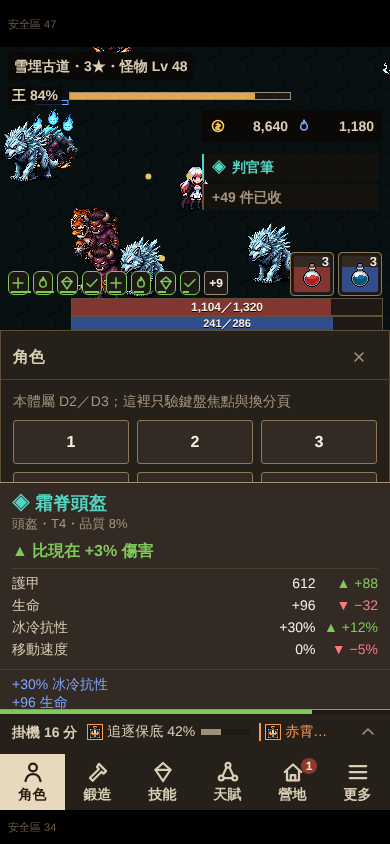 安全區 47
雪埋古道・3★・怪物 Lv 48
王 84%
8,640 1,180
◈ 判官筆
+49 件已收
+9
3 3
1,104／1,320
241／286
角色 ×
本體屬 D2／D3；這裡只驗鍵盤焦點與換分頁
1 2 3
◈ 霜脊頭盔
頭盔・T4・品質 8%
▲ 比現在 +3% 傷害
護甲 612 ▲ +88
生命 +96 ▼ −32
冰冷抗性 +30% ▲ +12%
移動速度 0% ▼ −5%
+30% 冰冷抗性
+96 生命
掛機 16 分 追逐保底 42% 赤霄…
角色 鍛造 技能 天賦 營地 1 更多
安全區 34